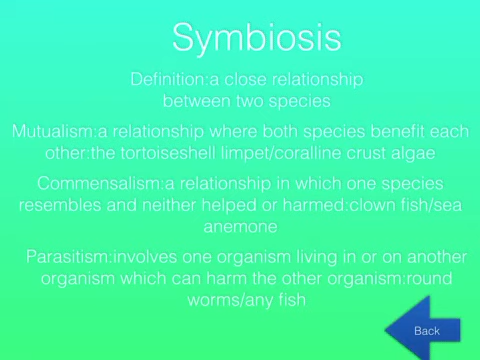 Symbiosis
Definition:a close relationship
between two species
Mutualism:a relationship where both species benefit each
other:the tortoiseshell limpet/coralline crust algae
Commensalism:a relationship in which one species
resembles and neither helped or harmed:clown fish/sea
anemone
Parasitism:involves one organism living in or on another
organism which can harm the other organism:round
worms/any fish
Back